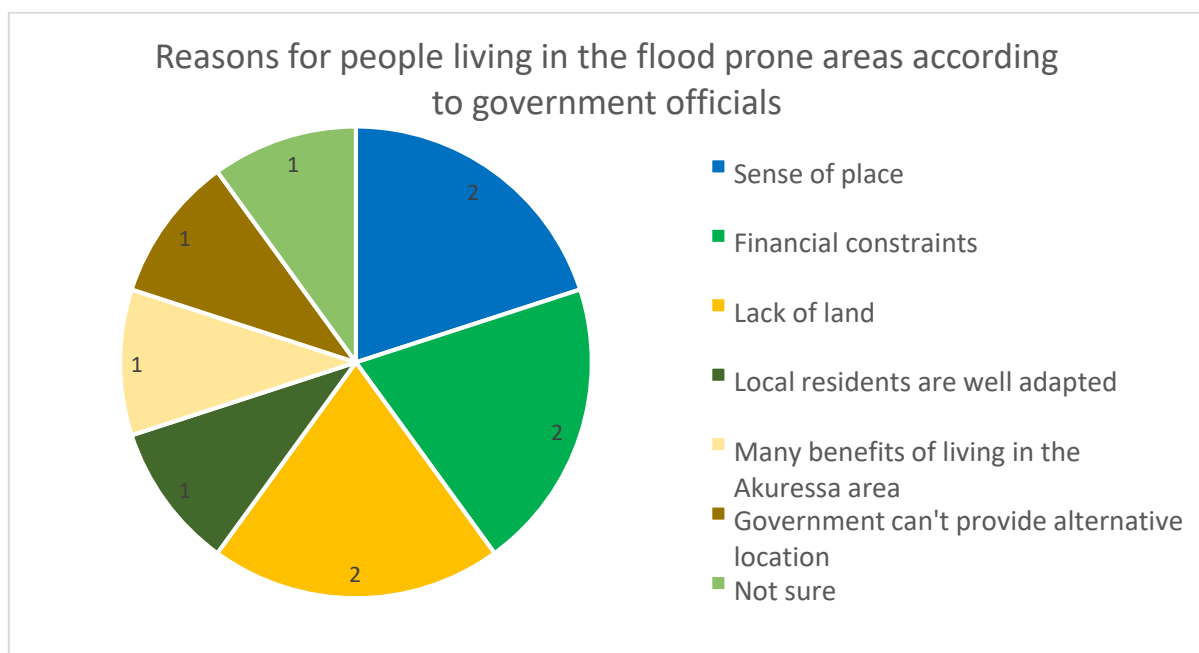 Reasons for people living in the flood prone areas according
to government officials
1
2
1
1
1
2
2
Sense of place
Financial constraints
Lack of land
Local residents are well adapted
Many benefits of living in the
Akuressa area
Government can't provide alternative
location
Not sure